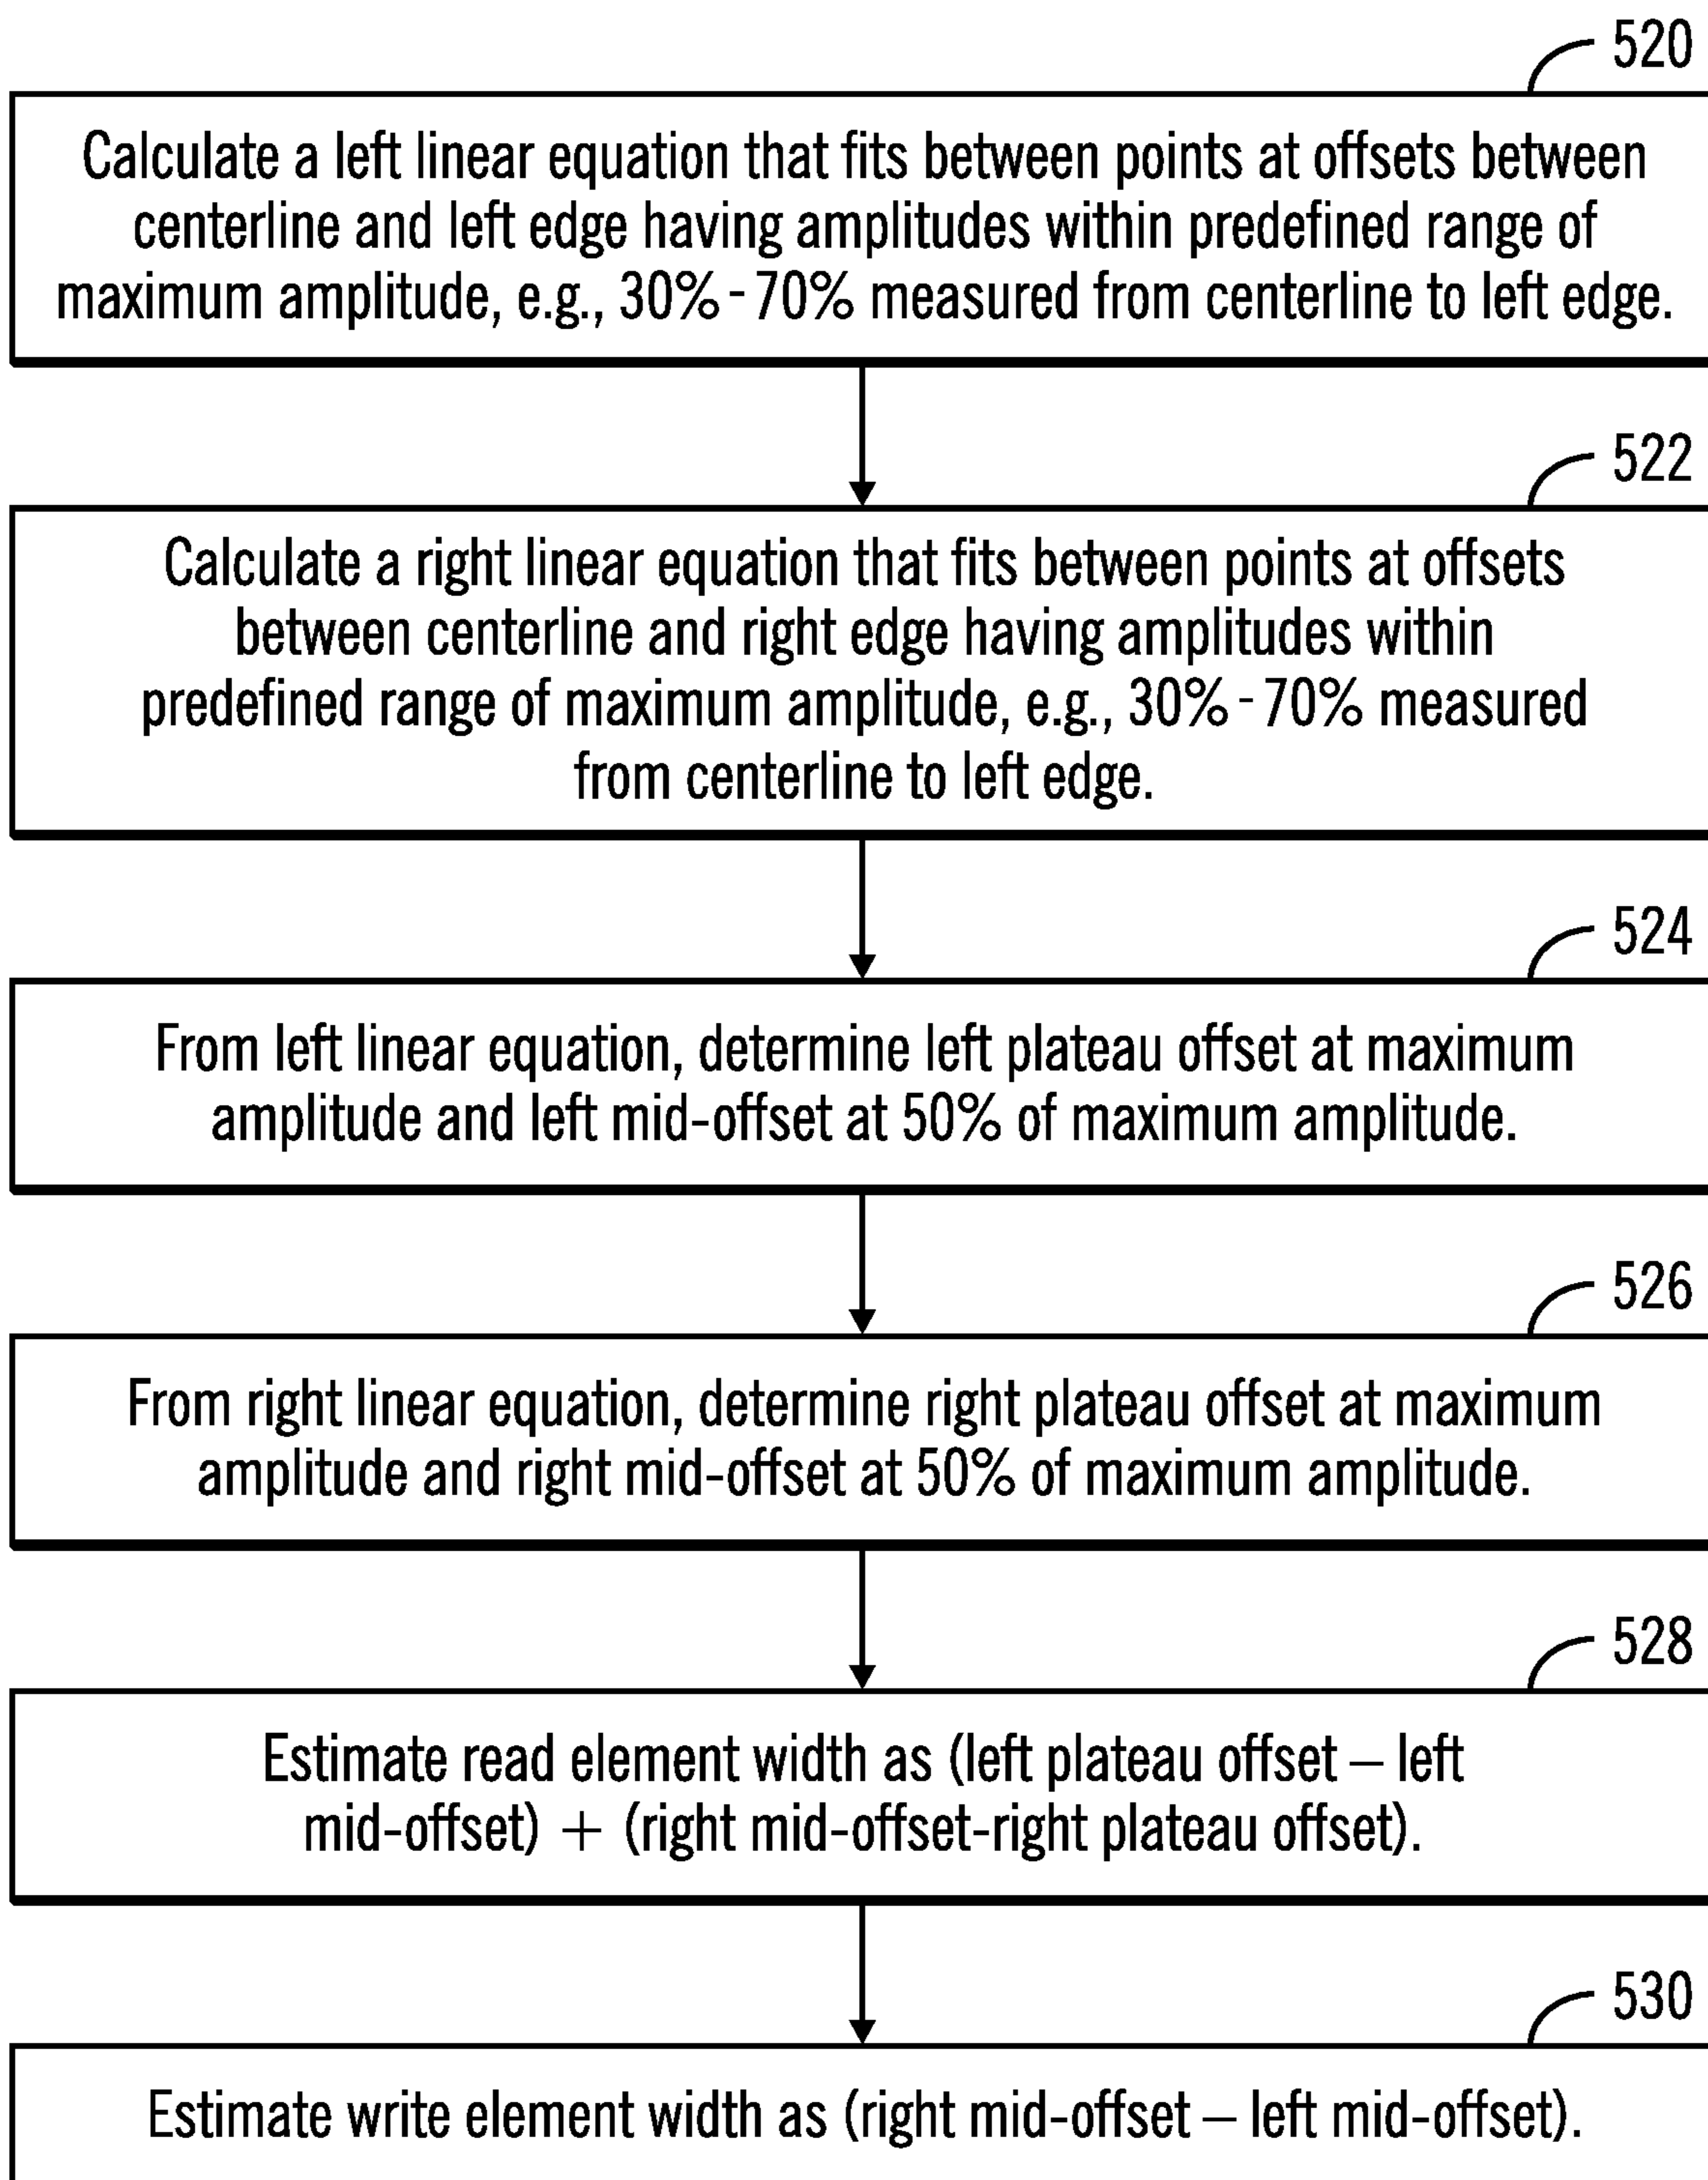 520
Calculate a left linear equation that fits between points at offsets between
centerline and left edge having amplitudes within predefined range of
maximum amplitude, e.g., 30%-70% measured from centerline to left edge.
522
Calculate a right linear equation that fits between points at offsets
between centerline and right edge having amplitudes within
predefined range of maximum amplitude, e.g., 30%-70% measured
from centerline to left edge.
524
From left linear equation, determine left plateau offset at maximum
amplitude and left mid-offset at 50% of maximum amplitude.
526
From right linear equation, determine right plateau offset at maximum
amplitude and right mid-offset at 50% of maximum amplitude.
528
Estimate read element width as (left plateau offset – left
mid-offset) + (right mid-offset-right plateau offset).
530
Estimate write element width as (right mid-offset – left mid-offset).